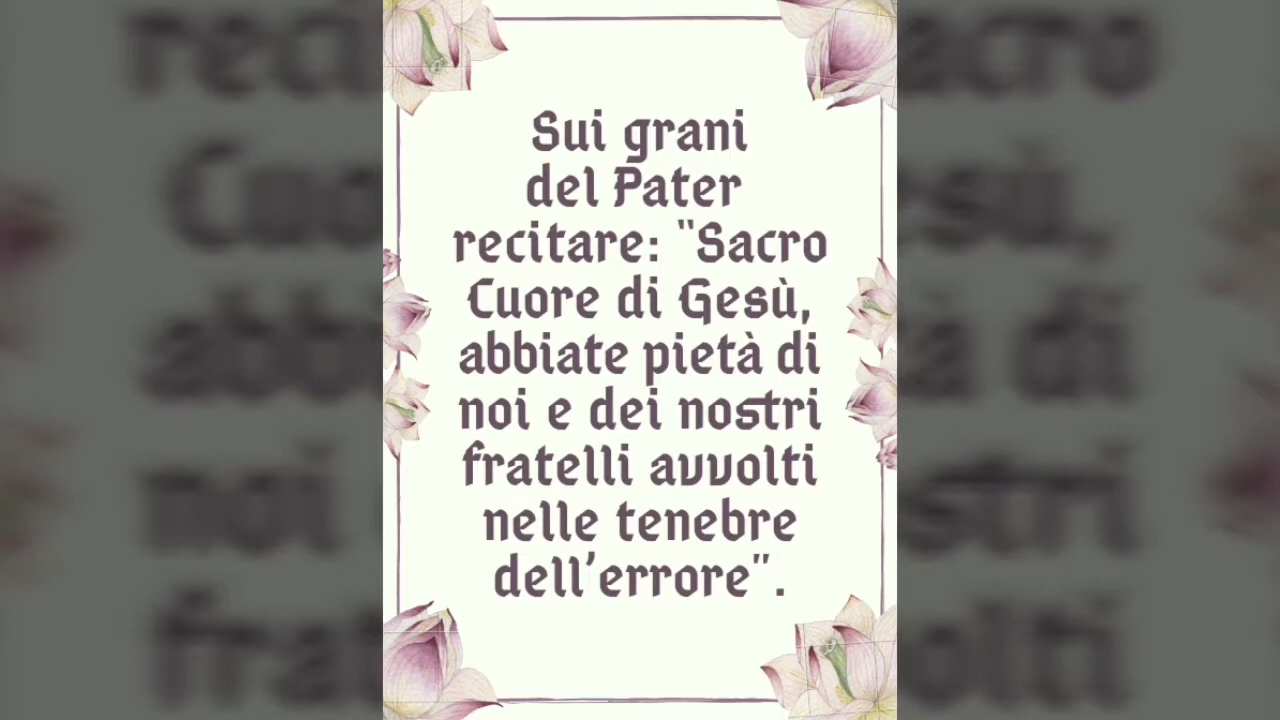 Sui grani
del Pater
recitare: "Sacro
Cuore di Gesù,
abbiate pietà di
noi e dei nostri
fratelli avvolti
nelle tenebre
dell'errore".